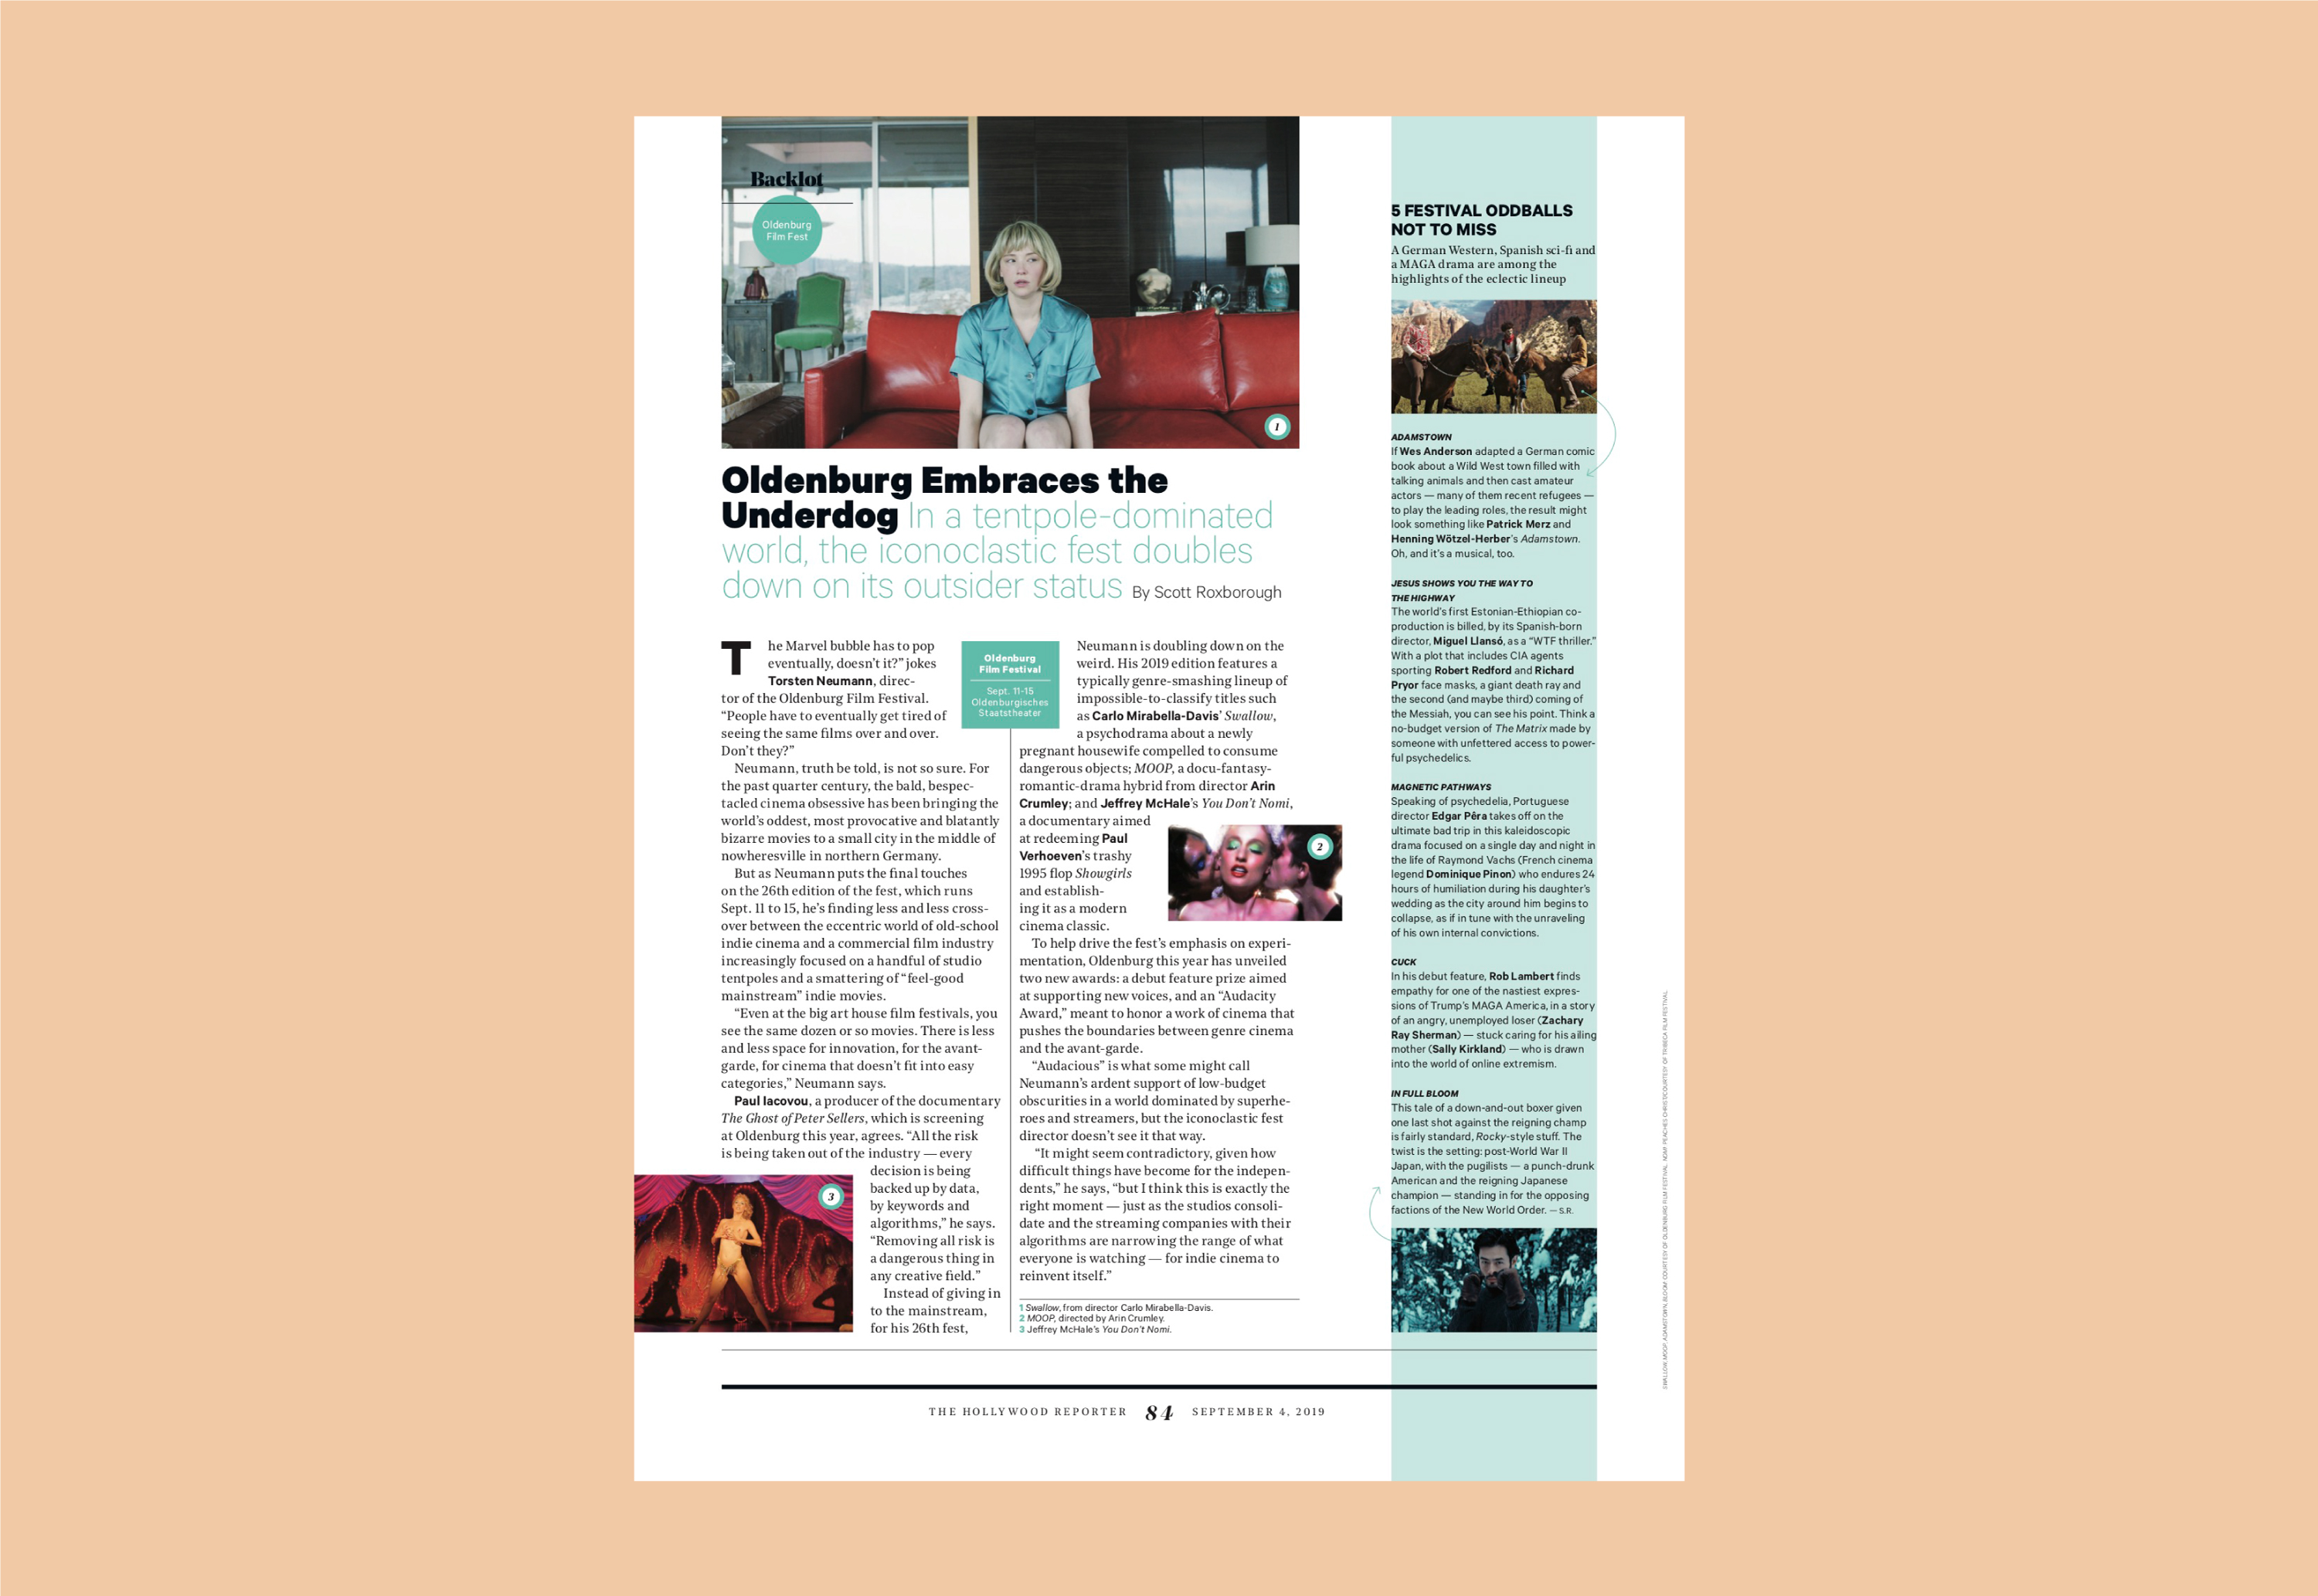 Backlot
Oldenburg
Film Fest
1
Oldenburg Embraces the
Underdog In a tentpole-dominated
world, the iconoclastic fest doubles
down on its outsider status By Scott Roxborough
The Marvel bubble has to pop
eventually, doesn’t it?” jokes
Torsten Neumann, direc-
tor of the Oldenburg Film Festival.
“People have to eventually get tired of
seeing the same films over and over.
Don’t they?”
Neumann, truth be told, is not so sure. For
the past quarter century, the bald, bespec-
tacled cinema obsessive has been bringing the
world’s oddest, most provocative and blatantly
bizarre movies to a small city in the middle of
nowheresville in northern Germany.
But as Neumann puts the final touches
on the 26th edition of the fest, which runs
Sept. 11 to 15, he’s finding less and less cross-
over between the eccentric world of old-school
indie cinema and a commercial film industry
increasingly focused on a handful of studio
tentpoles and a smattering of “feel-good
mainstream” indie movies.
“Even at the big art house film festivals, you
see the same dozen or so movies. There is less
and less space for innovation, for the avant-
garde, for cinema that doesn’t fit into easy
categories,” Neumann says.
Paul Iacovou, a producer of the documentary
The Ghost of Peter Sellers, which is screening
at Oldenburg this year, agrees. “All the risk
is being taken out of the industry — every
decision is being
backed up by data,
by keywords and
algorithms,” he says.
“Removing all risk is
a dangerous thing in
any creative field.”
Instead of giving in
to the mainstream,
for his 26th fest,
3
Oldenburg
Film Festival
Sept. 11-15
Oldenburgisches
Staatstheater
Neumann is doubling down on the
weird. His 2019 edition features a
typically genre-smashing lineup of
impossible-to-classify titles such
as Carlo Mirabella-Davis’ Swallow,
a psychodrama about a newly
pregnant housewife compelled to consume
dangerous objects; MOOP, a docu-fantasy-
romantic-drama hybrid from director Arin
Crumley; and Jeffrey McHale’s You Don’t Nomi,
a documentary aimed
at redeeming Paul
Verhoeven’s trashy
1995 flop Showgirls
and establish-
ing it as a modern
cinema classic.
2
To help drive the fest’s emphasis on experi-
mentation, Oldenburg this year has unveiled
two new awards: a debut feature prize aimed
at supporting new voices, and an “Audacity
Award,” meant to honor a work of cinema that
pushes the boundaries between genre cinema
and the avant-garde.
“Audacious” is what some might call
Neumann’s ardent support of low-budget
obscurities in a world dominated by superhe-
roes and streamers, but the iconoclastic fest
director doesn’t see it that way.
“It might seem contradictory, given how
difficult things have become for the indepen-
dents,” he says, “but I think this is exactly the
right moment — just as the studios consoli-
date and the streaming companies with their
algorithms are narrowing the range of what
everyone is watching — for indie cinema to
reinvent itself.”
1 Swallow, from director Carlo Mirabella-Davis.
2 MOOP, directed by Arin Crumley.
3 Jeffrey McHale’s You Don’t Nomi.
5 FESTIVAL ODDBALLS
NOT TO MISS
A German Western, Spanish sci-fi and
a MAGA drama are among the
highlights of the eclectic lineup
ADAMSTOWN
If Wes Anderson adapted a German comic
book about a Wild West town filled with
talking animals and then cast amateur
actors — many of them recent refugees —
to play the leading roles, the result might
look something like Patrick Merz and
Henning Wötzel-Herber’s Adamstown.
Oh, and it’s a musical, too.
JESUS SHOWS YOU THE WAY TO
THE HIGHWAY
The world’s first Estonian-Ethiopian co-
production is billed, by its Spanish-born
director, Miguel Llansó, as a “WTF thriller.”
With a plot that includes CIA agents
sporting Robert Redford and Richard
Pryor face masks, a giant death ray and
the second (and maybe third) coming of
the Messiah, you can see his point. Think a
no-budget version of The Matrix made by
someone with unfettered access to power-
ful psychedelics.
MAGNETIC PATHWAYS
Speaking of psychedelia, Portuguese
director Edgar Pêra takes off on the
ultimate bad trip in this kaleidoscopic
drama focused on a single day and night in
the life of Raymond Vachs (French cinema
legend Dominique Pinon) who endures 24
hours of humiliation during his daughter’s
wedding as the city around him begins to
collapse, as if in tune with the unraveling
of his own internal convictions.
CUCK
In his debut feature, Rob Lambert finds
empathy for one of the nastiest expres-
sions of Trump’s MAGA America, in a story
of an angry, unemployed loser (Zachary
Ray Sherman) — stuck caring for his ailing
mother (Sally Kirkland) — who is drawn
into the world of online extremism.
IN FULL BLOOM
This tale of a down-and-out boxer given
one last shot against the reigning champ
is fairly standard, Rocky-style stuff. The
twist is the setting: post-World War II
Japan, with the pugilists — a punch-drunk
American and the reigning Japanese
champion — standing in for the opposing
factions of the New World Order. — S.R.
SWALLOW, MOOP, ADAMSTOWN, BLOOM: COURTESY OF OLDENBURG FILM FESTIVAL. NOMI: PEACHES CHRIST/COURTESY OF TRIBECA FILM FESTIVAL.
THE HOLLYWOOD REPORTER 84 SEPTEMBER 4, 2019